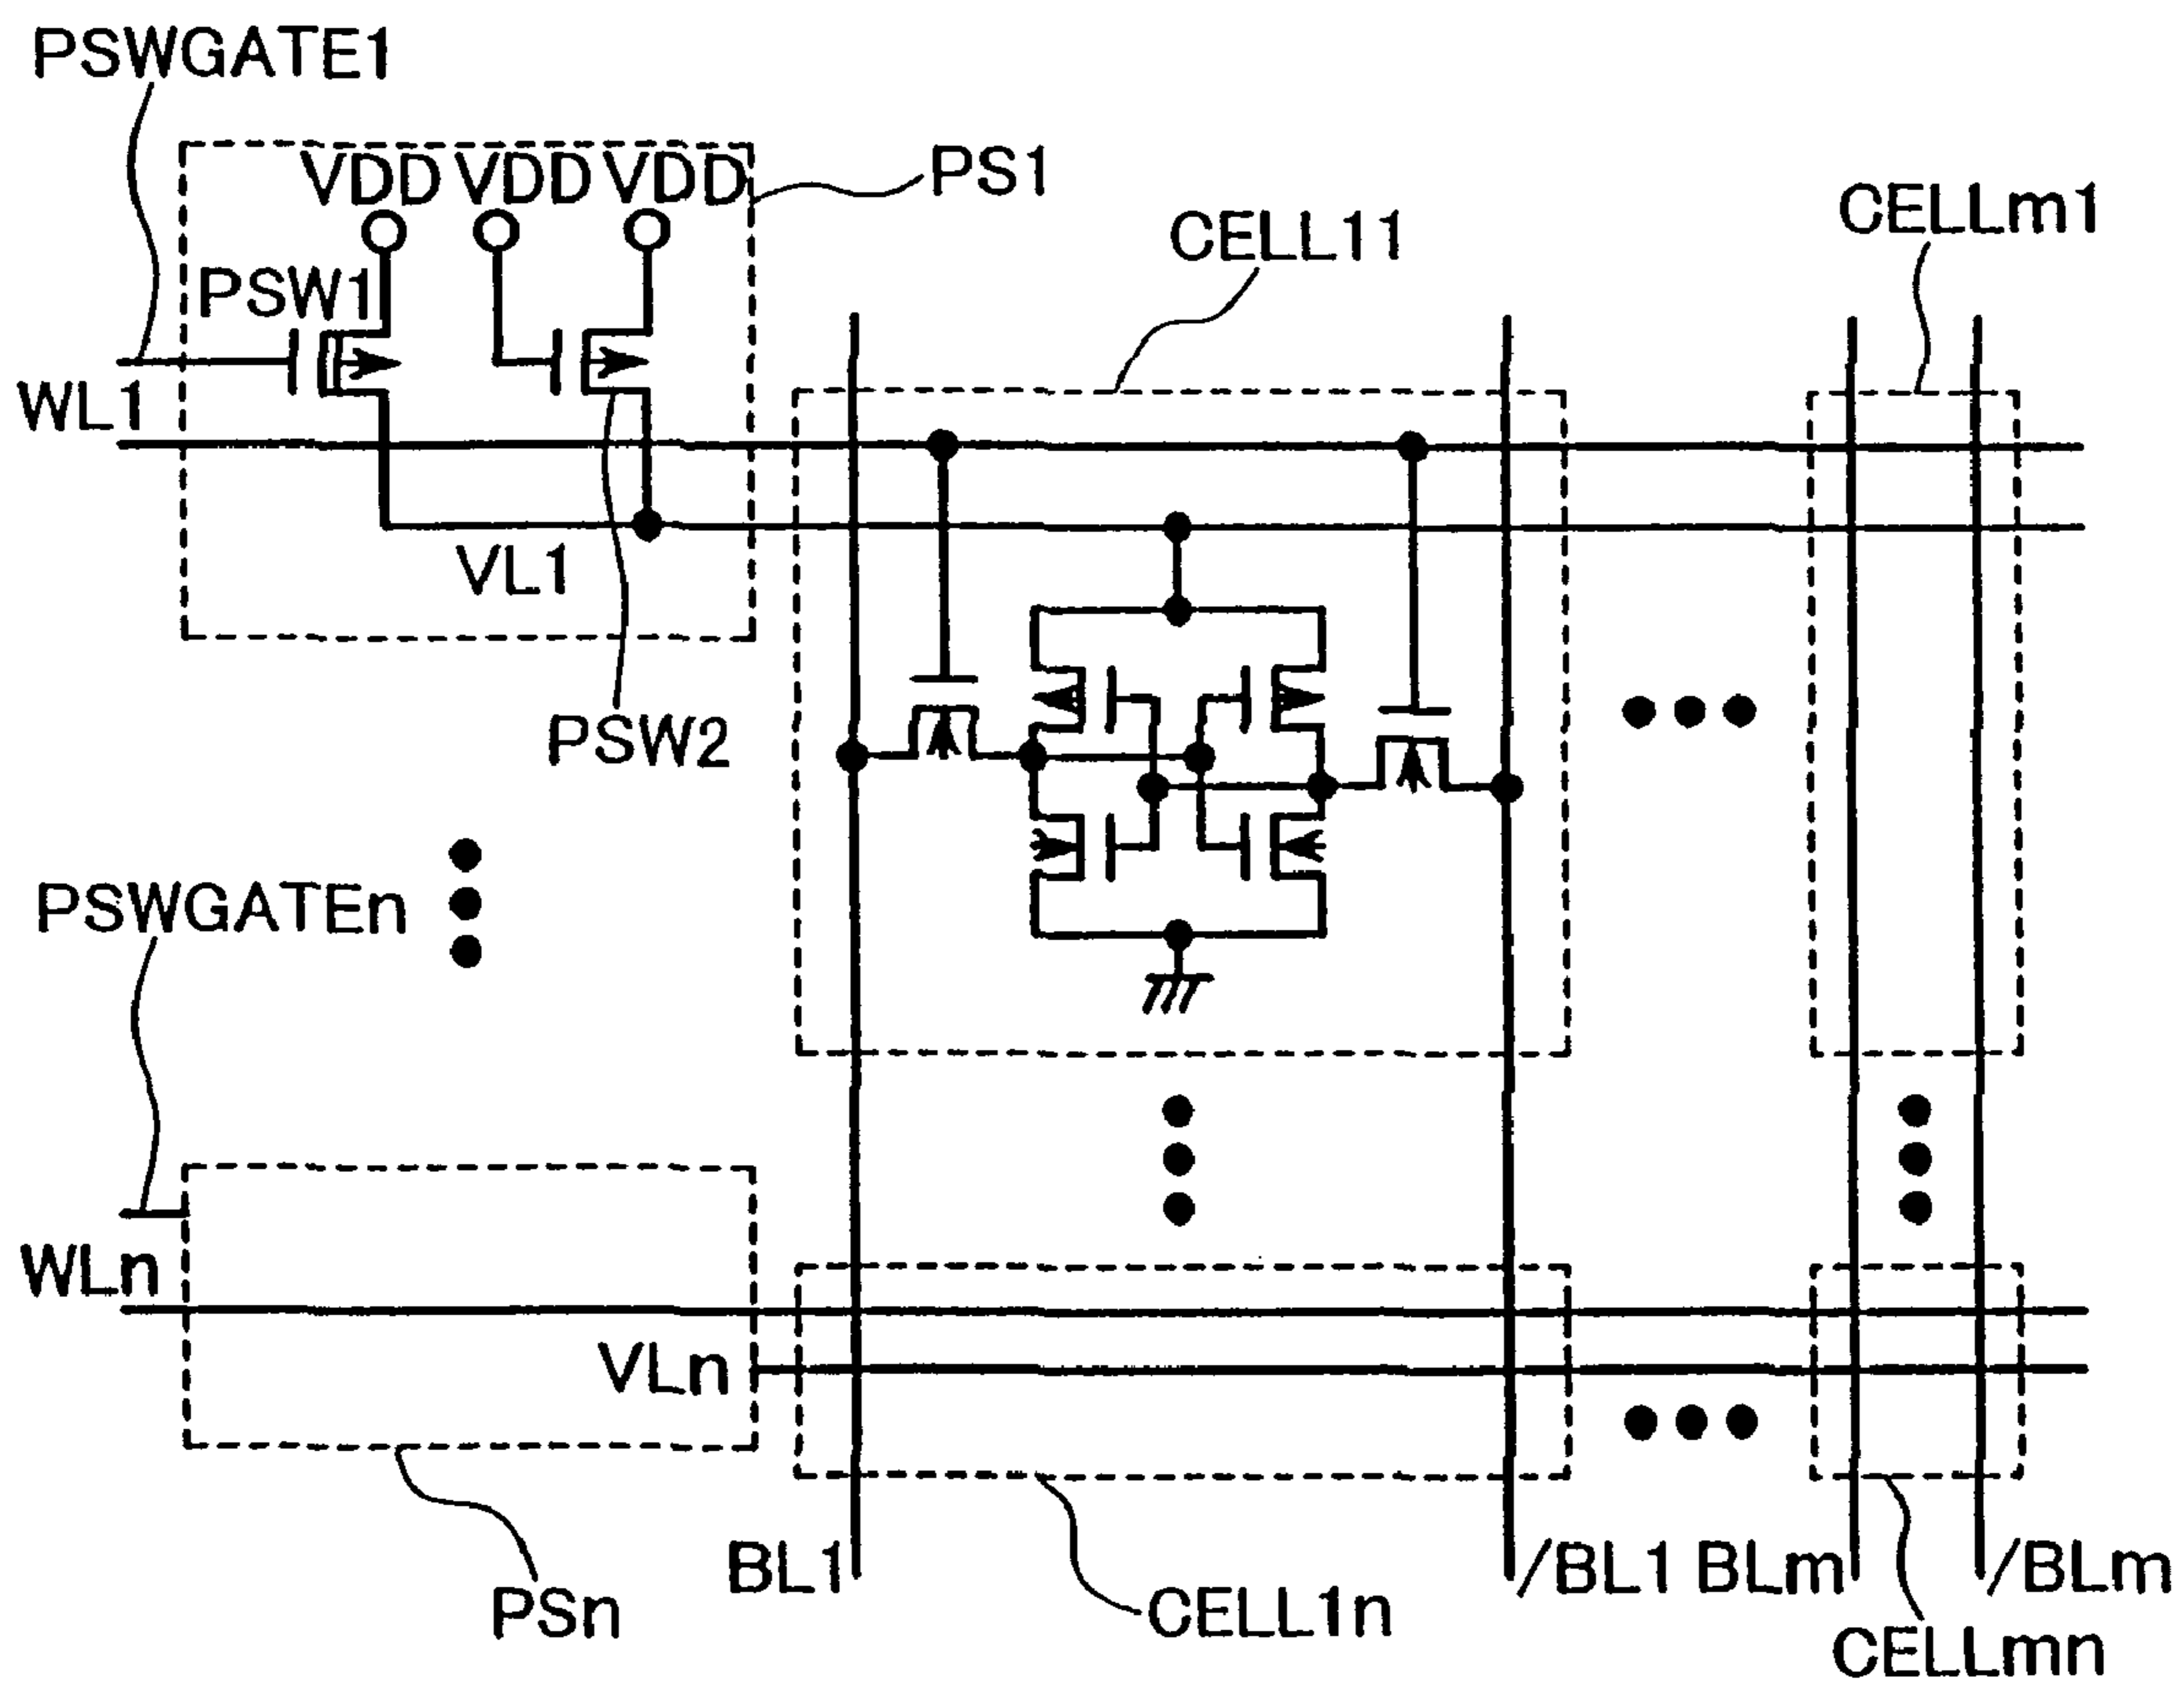 PSWGATE1
VDD VDD VDD
PS1
CELL11
CELLm1
PSW1
WL1
VL1
PSW2
PSWGATEn
WLn
VLn
BL1
/BL1
BLm
/BLm
PSn
CELL1n
CELLmn